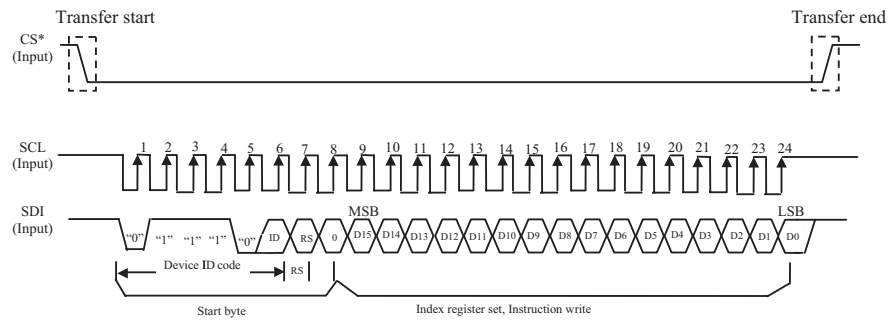 Transfer start Transfer end
CS*
(Input)
SCL
(Input)
1 2 3 4 5 6 7 8 9 10 11 12 13 14 15 16 17 18 19 20 21 22 23 24
SDI
(Input)
MSB LSB
“0” “1” “1” “1” “0” ID RS 0 D15 D14 D13 D12 D11 D10 D9 D8 D7 D6 D5 D4 D3 D2 D1 D0
Device ID code RS
Start byte Index register set, Instruction write